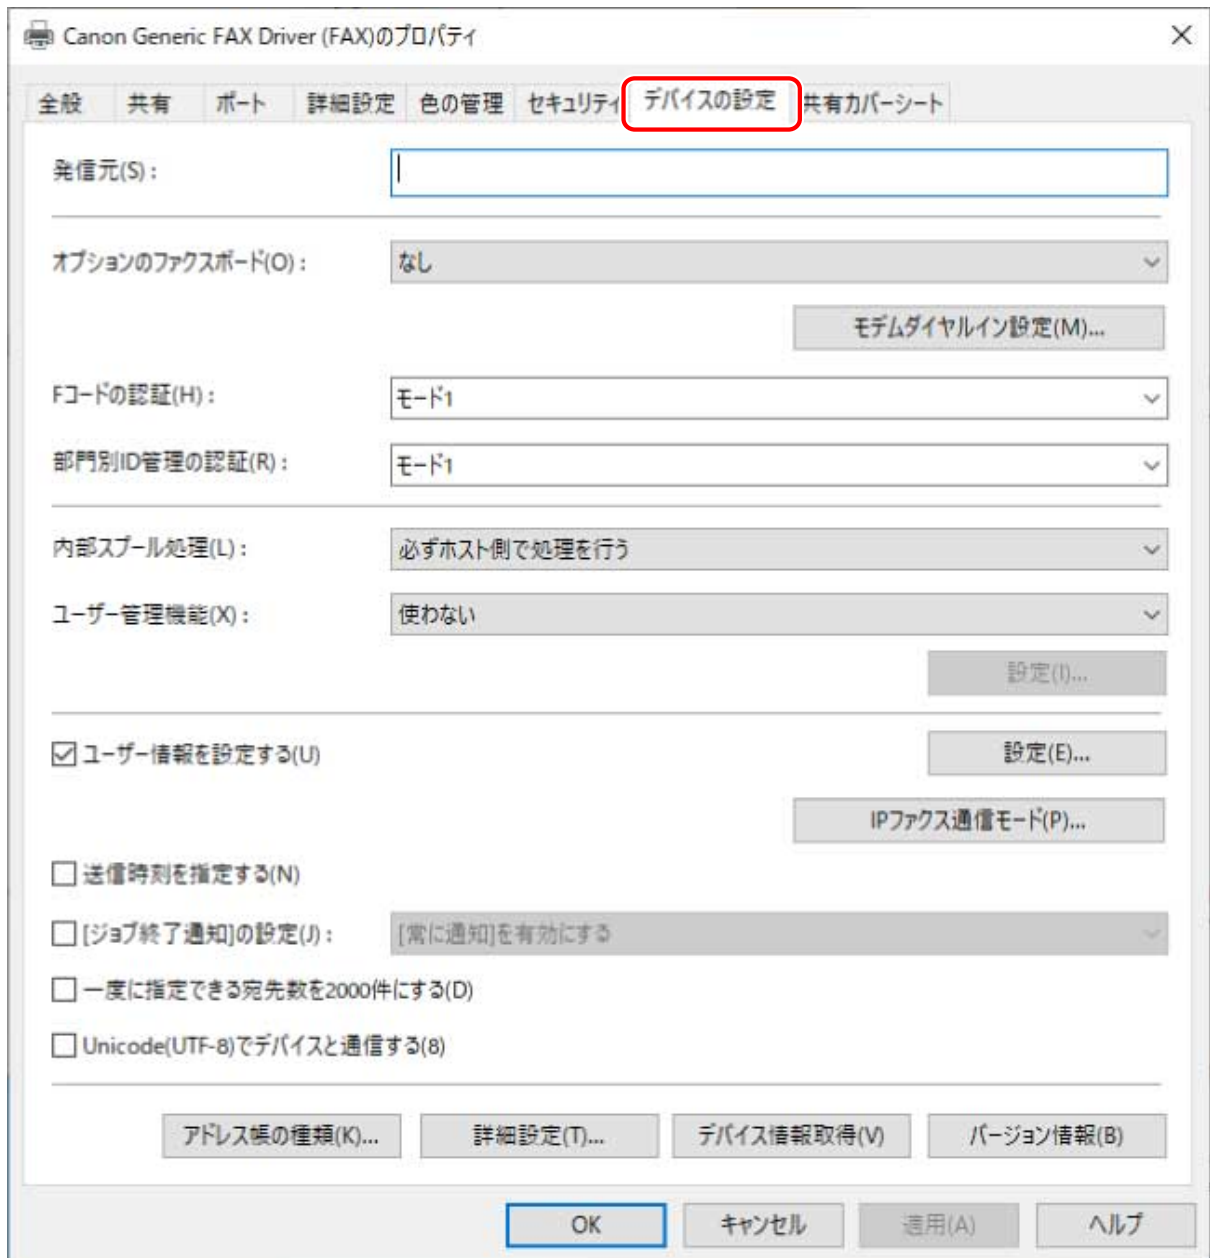 Canon Generic FAX Driver (FAX)のプロパティ
全般 共有 ポート 詳細設定 色の管理 セキュリティ デバイスの設定 共有カバーシート
発信元(S):
オプションのファクスボード(O): なし
モデムダイヤルイン設定(M)...
Fコードの認証(H): モード1
部門別ID管理の認証(R): モード1
内部スプール処理(L): 必ずホスト側で処理を行う
ユーザー管理機能(X): 使わない
設定(I)...
ユーザー情報を設定する(U) 設定(E)...
IPファクス通信モード(P)...
送信時刻を指定する(N)
[ジョブ終了通知]の設定(J): [常に通知]を有効にする
一度に指定できる宛先数を2000件にする(D)
Unicode(UTF-8)でデバイスと通信する(8)
アドレス帳の種類(K)... 詳細設定(T)... デバイス情報取得(V) バージョン情報(B)
OK キャンセル 適用(A) ヘルプ